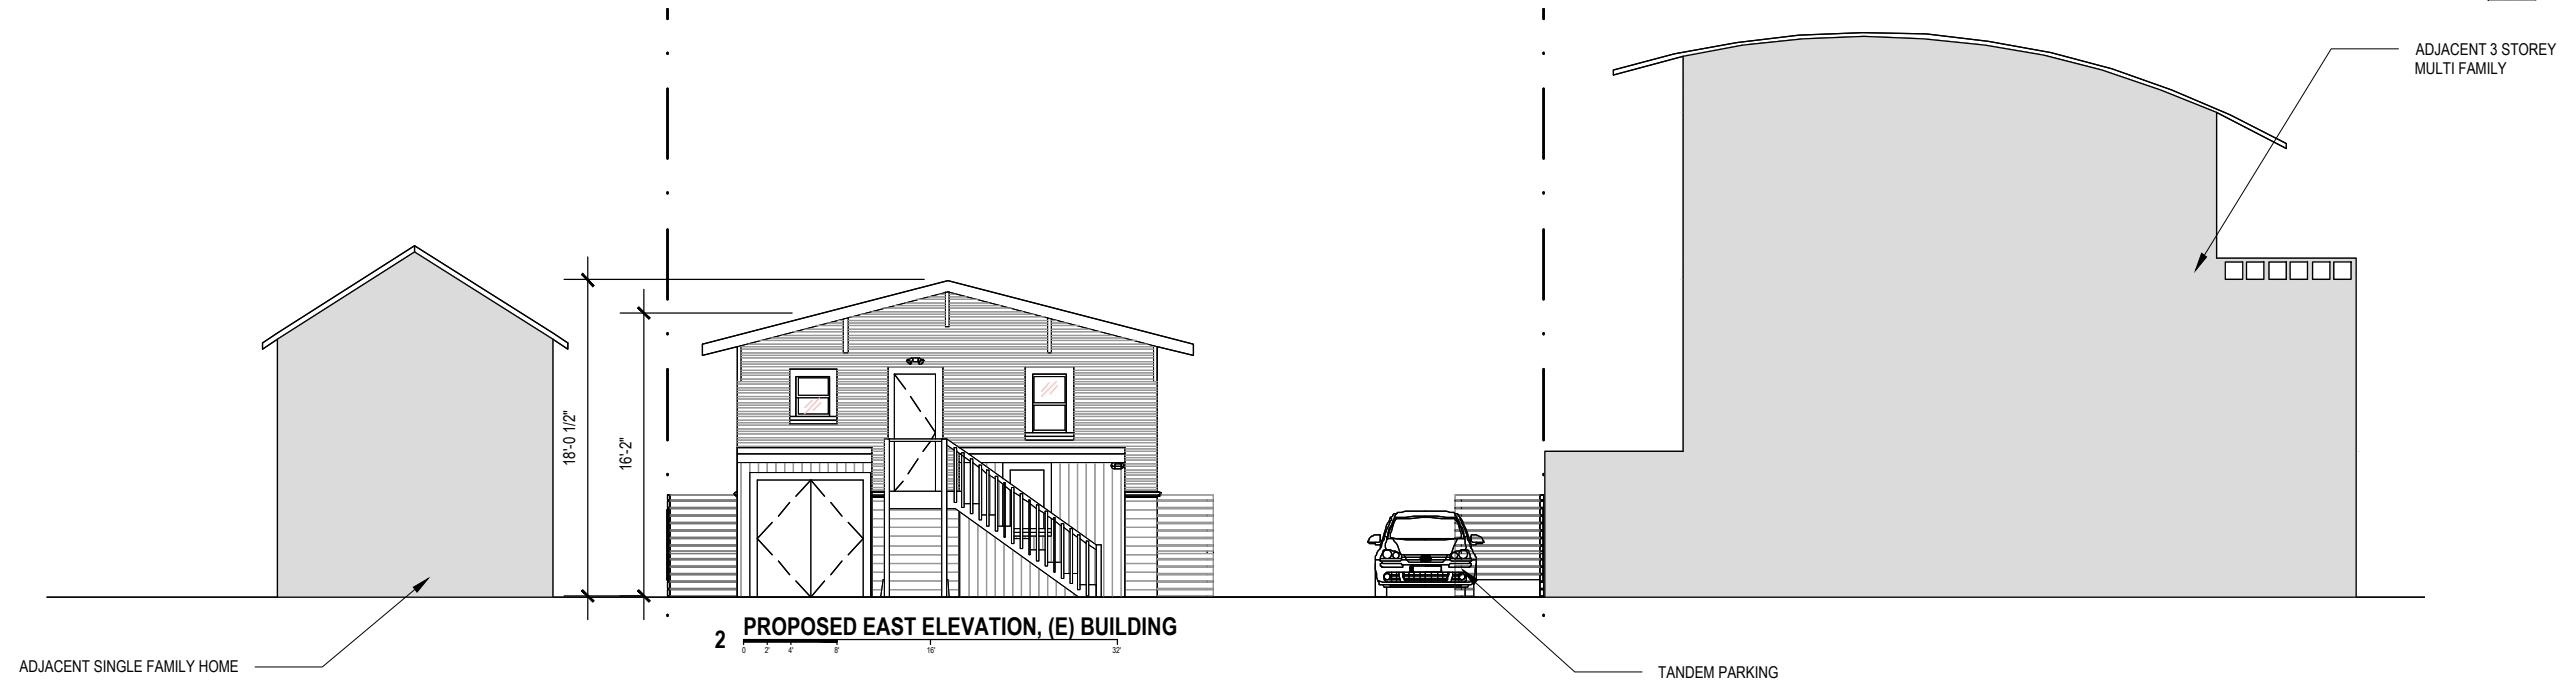 ADJACENT 3 STOREY
MULTI FAMILY
18'-0 1/2"
16'-2"
2 PROPOSED EAST ELEVATION, (E) BUILDING
0 2' 4' 8' 16' 32'
ADJACENT SINGLE FAMILY HOME
TANDEM PARKING